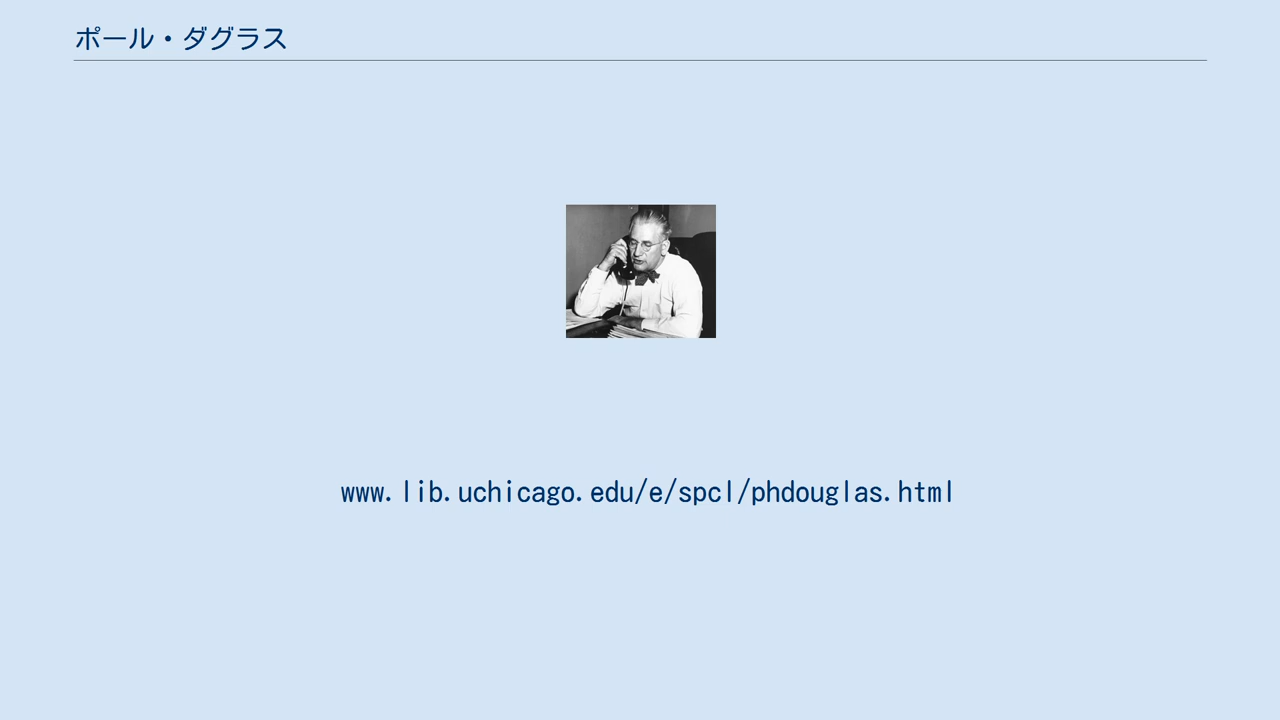 ポール・ダグラス
www.lib.uchicago.edu/e/spcl/phdouglas.html